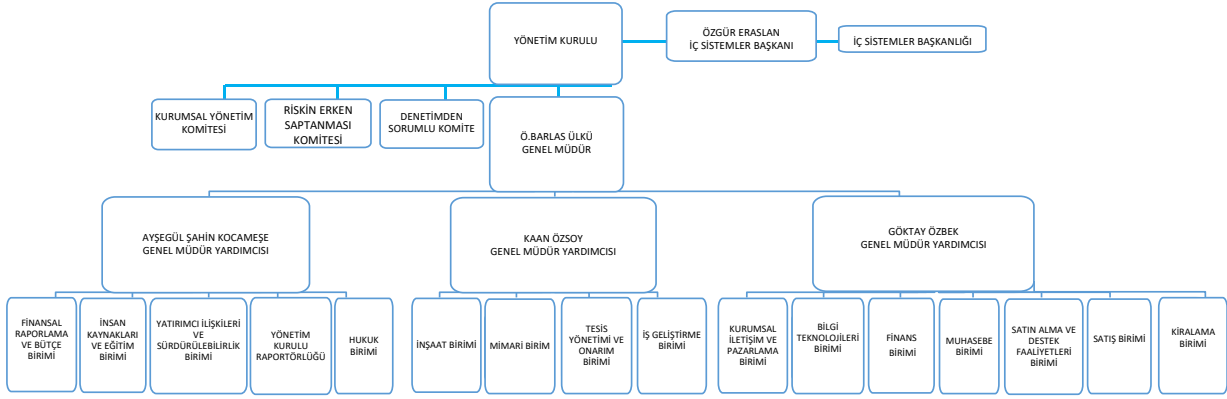 YÖNETİM KURULU
ÖZGÜR ERASLAN
İÇ SİSTEMLER BAŞKANI
İÇ SİSTEMLER BAŞKANLIĞI
KURUMSAL YÖNETİM
KOMİTESİ
RİSKİN ERKEN
SAPTANMASI
KOMİTESİ
DENETİMDEN
SORUMLU KOMİTE
Ö.BARLAS ÜLKÜ
GENEL MÜDÜR
AYŞEGÜL ŞAHİN KOCAMEŞE
GENEL MÜDÜR YARDIMCISI
KAAN ÖZSOY
GENEL MÜDÜR YARDIMCISI
GÖKTAY ÖZBEK
GENEL MÜDÜR YARDIMCISI
FİNANSAL
RAPORLAMA
VE BÜTÇE
BİRİMİ
İNSAN
KAYNAKLARI
VE EĞİTİM
BİRİMİ
YATIRIMCI İLİŞKİLERİ
VE
SÜRDÜRÜLEBİLİRLİK
BİRİMİ
YÖNETİM
KURULU
RAPORTÖRLÜĞÜ
HUKUK
BİRİMİ
İNŞAAT BİRİMİ
MİMARİ BİRİM
TESİS
YÖNETİMİ VE
ONARIM
BİRİMİ
İŞ GELİŞTİRME
BİRİMİ
KURUMSAL
İLETİŞİM VE
PAZARLAMA
BİRİMİ
BİLGİ
TEKNOLOJİLERİ
BİRİMİ
FİNANS
BİRİMİ
MUHASEBE
BİRİMİ
SATIN ALMA VE
DESTEK
FAALİYETLERİ
BİRİMİ
SATIŞ BİRİMİ
KİRALAMA
BİRİMİ